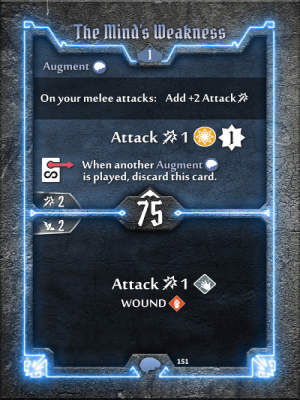 The Mind's Weakness
1
Augment
On your melee attacks: Add +2 Attack
Attack 1 1
When another Augment
is played, discard this card.
75
2
2
Attack 1
WOUND
151